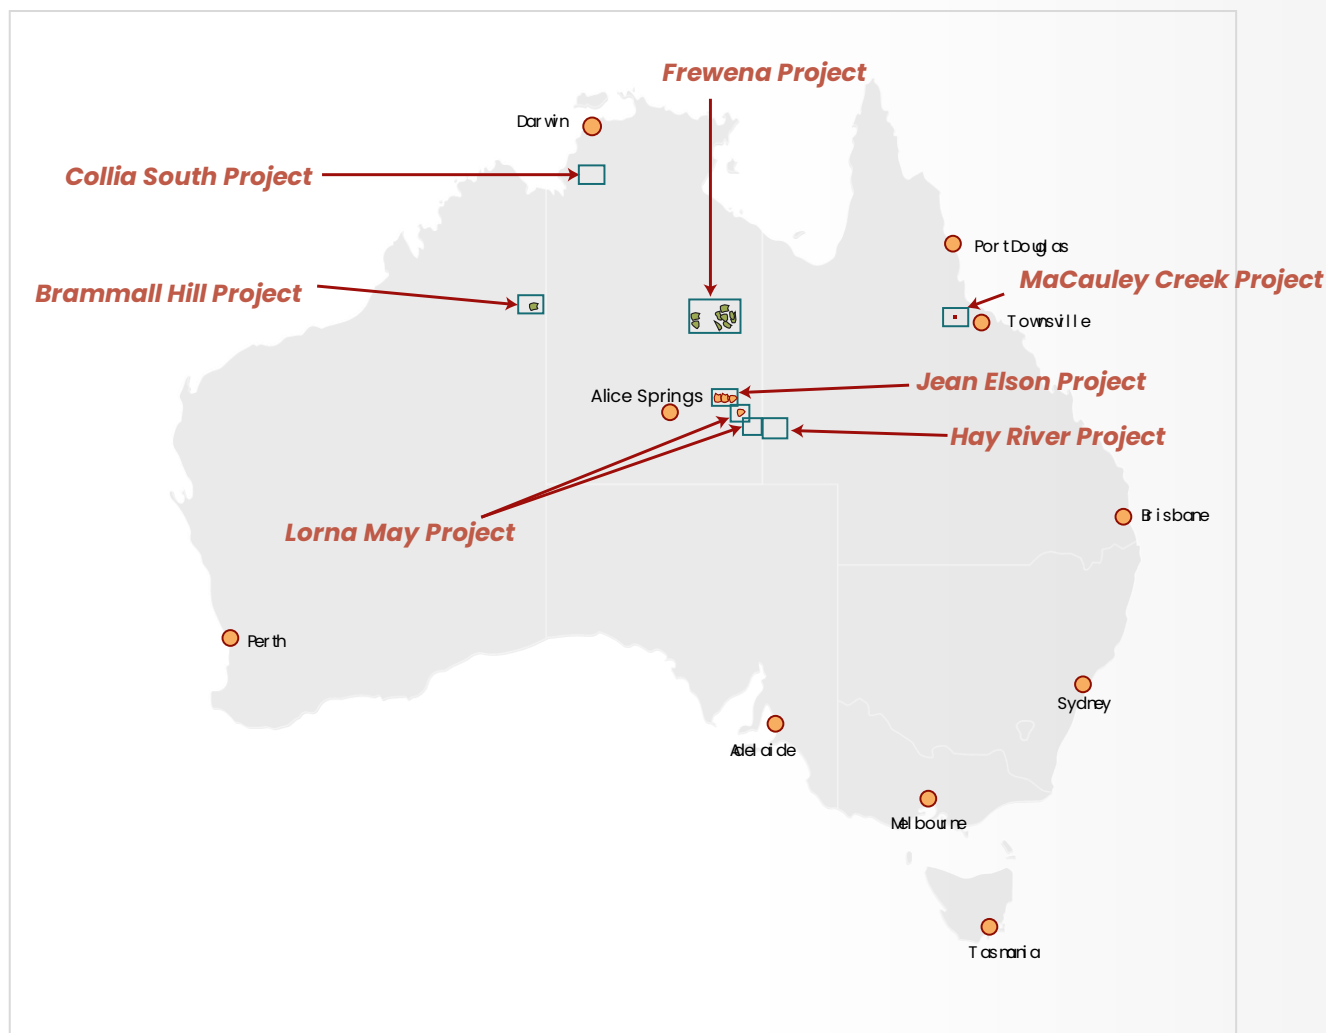 Frewena Project
Darwin
Collia South Project
Port Douglas
MaCauley Creek Project
Brammall Hill Project
Townsville
Jean Elson Project
Alice Springs
Hay River Project
Brisbane
Lorna May Project
Perth
Sydney
Adelaide
Melbourne
Tasmania